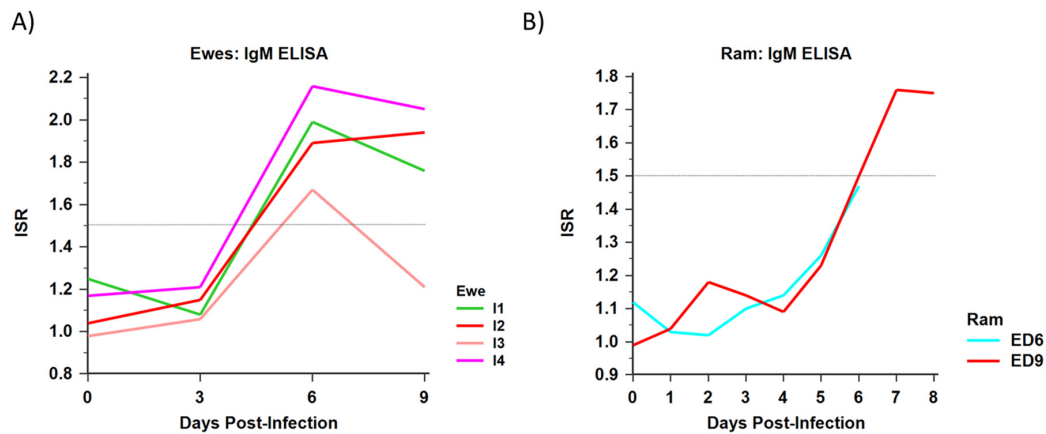 A)
Ewes: IgM ELISA
2.2
2.0
1.8
1.6
1.4
1.2
1.0
0.8
ISR
0 3 6 9
Days Post-Infection
Ewe
I1
I2
I3
I4
B)
Ram: IgM ELISA
1.8
1.7
1.6
1.5
1.4
1.3
1.2
1.1
1.0
0.9
ISR
0 1 2 3 4 5 6 7 8
Days Post-Infection
Ram
ED6
ED9